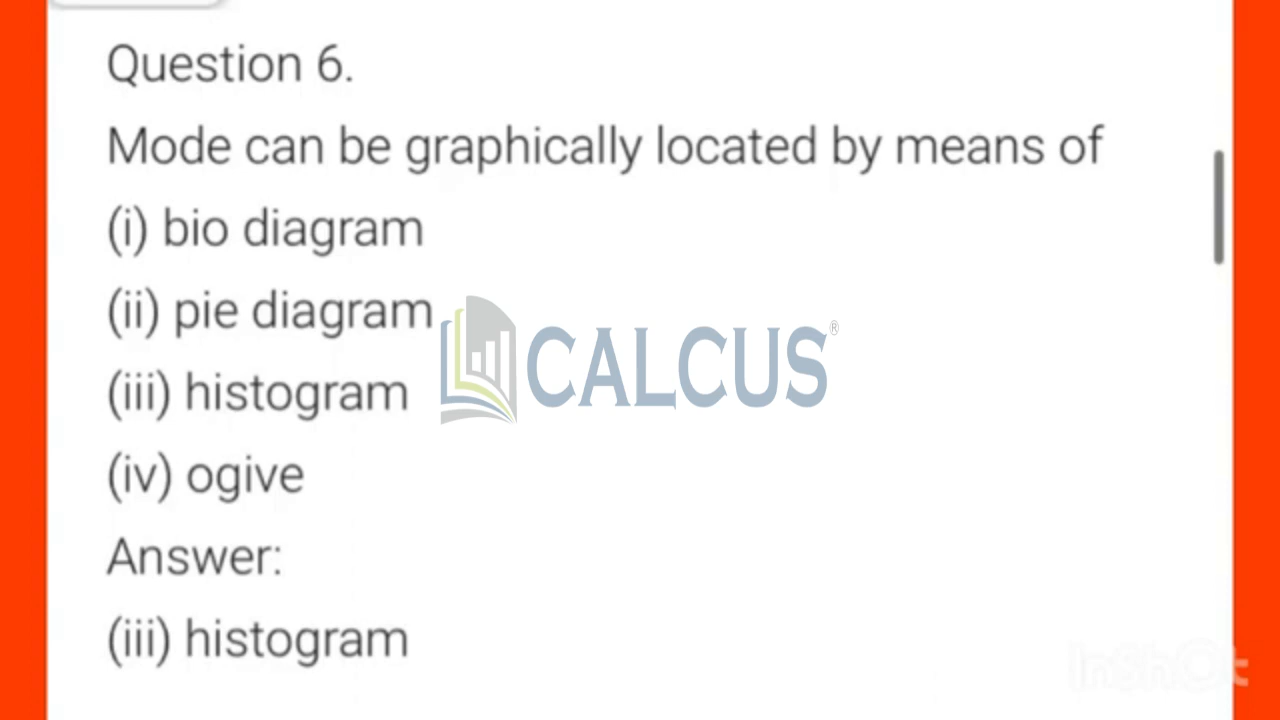 Question 6.
Mode can be graphically located by means of
(i) bio diagram
(ii) pie diagram
(iii) histogram
CALCUS®
(iv) ogive
Answer:
(iii) histogram
InShOt